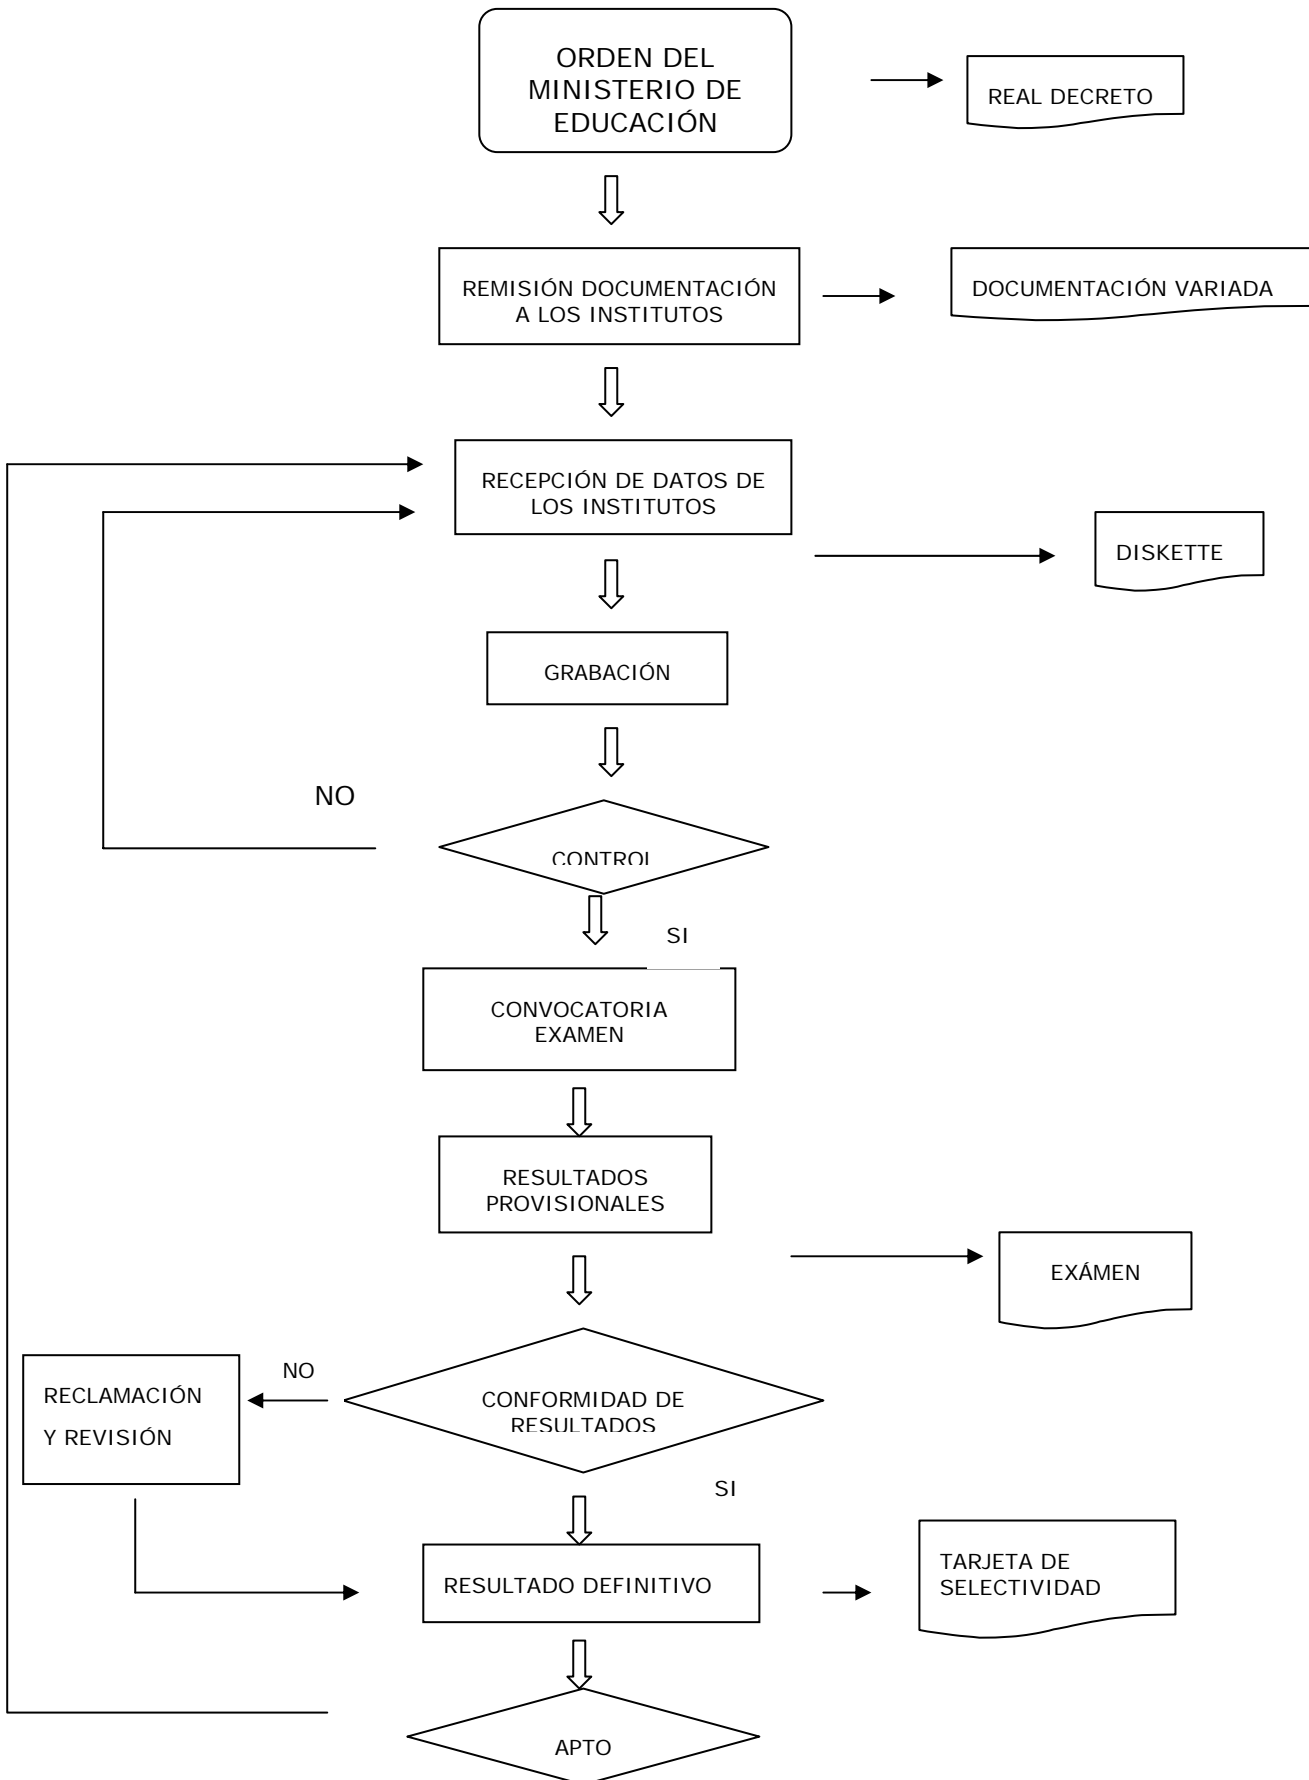 ORDEN DEL
MINISTERIO DE
EDUCACIÓN
REAL DECRETO
REMISIÓN DOCUMENTACIÓN
A LOS INSTITUTOS
DOCUMENTACIÓN VARIADA
RECEPCIÓN DE DATOS DE
LOS INSTITUTOS
DISKETTE
GRABACIÓN
NO
CONTROL
SI
CONVOCATORIA
EXAMEN
RESULTADOS
PROVISIONALES
EXÁMEN
NO
RECLAMACIÓN
Y REVISIÓN
CONFORMIDAD DE
RESULTADOS
SI
RESULTADO DEFINITIVO
TARJETA DE
SELECTIVIDAD
APTO